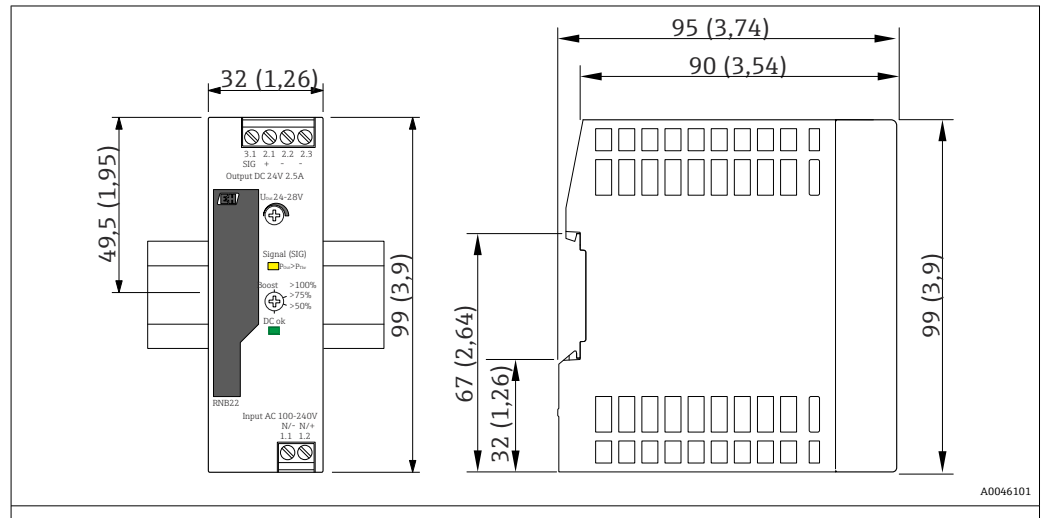 32 (1,26)
49,5 (1,95)
99 (3,9)
3.1 2.1 2.2 2.3
SIG + - -
Output DC 24V 2.5A
EH
24-28V
Signal (SIG)
Boost >100%
>75%
>50%
DC ok
RNB22
Input AC 100-240V
N/- N/+
1.1 1.2
95 (3,74)
90 (3,54)
67 (2,64)
32 (1,26)
99 (3,9)
A0046101